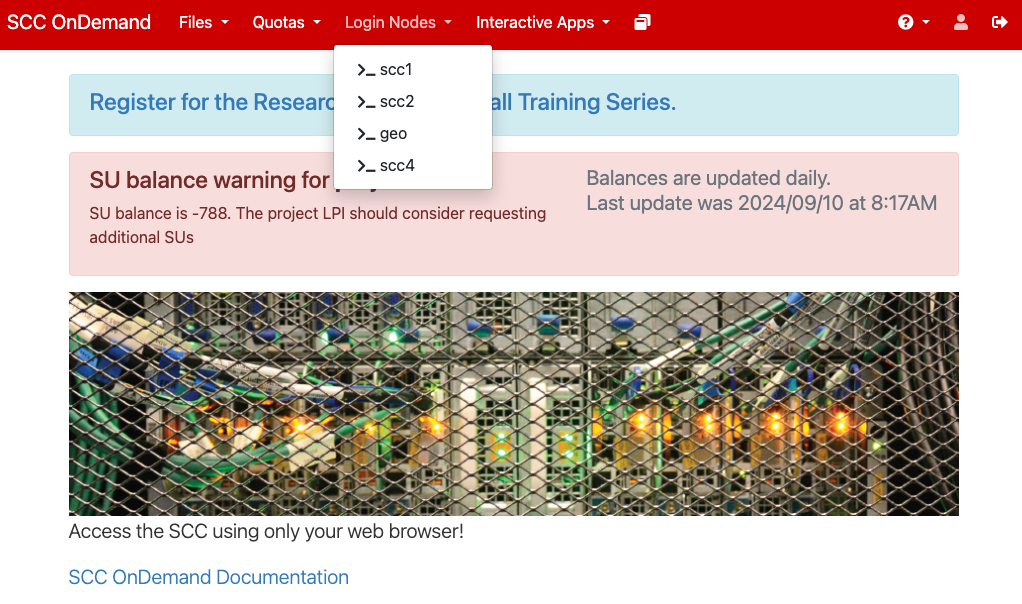 SCC OnDemand Files Quotas Login Nodes Interactive Apps
scc1
scc2
geo
scc4
Register for the all Training Series.
SU balance warning for
SU balance is -788. The project LPI should consider requesting
additional SUs
Balances are updated daily.
Last update was 2024/09/10 at 8:17AM
Access the SCC using only your web browser!
SCC OnDemand Documentation